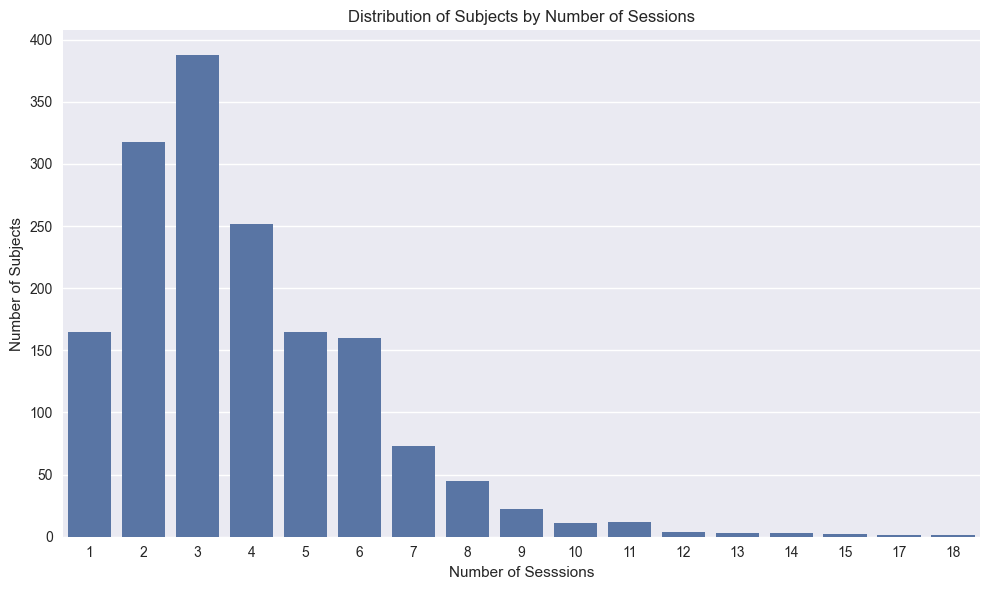 Distribution of Subjects by Number of Sessions
400
350
300
250
200
150
100
50
0
Number of Subjects
1 2 3 4 5 6 7 8 9 10 11 12 13 14 15 17 18
Number of Sesssions